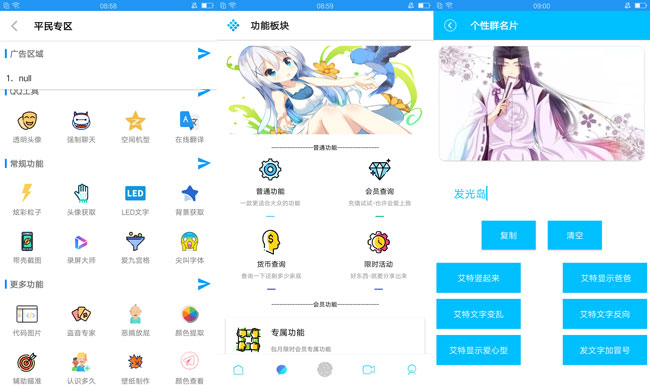 08:58
平民专区
广告区域
1、null
QQ工具
透明头像 强制聊天 空间机型 在线翻译
常规功能
炫彩粒子 头像获取 LED文字 背景获取
LED
带壳截图 录屏大师 爱九宫格 尖叫字体
更多功能
代码图片 盗音专家 恶搞放屁 颜色提取
辅助瞄准 认识多久 壁纸制作 颜色查看
08:59
功能板块
普通功能
普通功能 会员查询
一款更适合大众的功能 充值试试-也许会爱上我
货币查询 限时活动
查询一下还剩多少家底 好东西-就要分享出来
会员功能
专属功能
包月限时会员专属功能
09:00
个性群名片
发光岛
复制 清空
艾特竖起来 艾特显示爸爸
艾特文字变乱 艾特文字反向
艾特显示爱心型 发文字加冒号